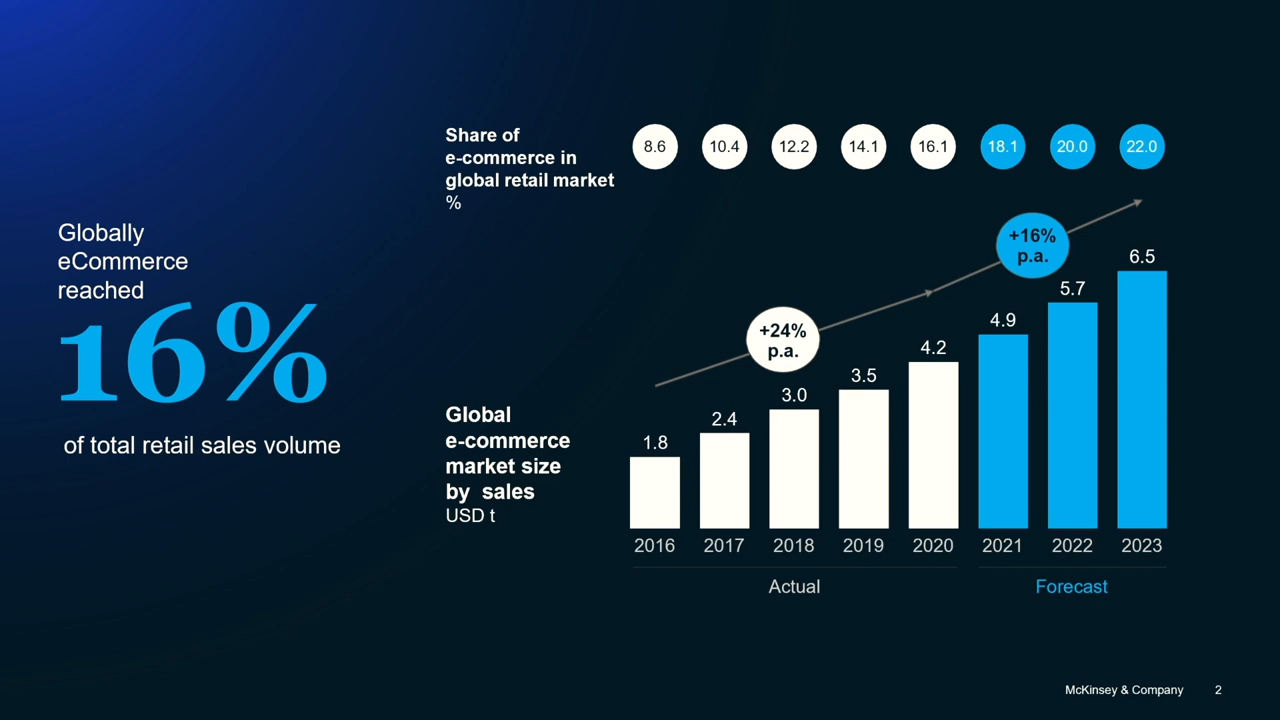 Globally
eCommerce
reached
16%
of total retail sales volume
Share of
e-commerce in
global retail market
%
8.6 10.4 12.2 14.1 16.1 18.1 20.0 22.0
+24%
p.a.
+16%
p.a.
Global
e-commerce
market size
by sales
USD t
1.8 2.4 3.0 3.5 4.2 4.9 5.7 6.5
2016 2017 2018 2019 2020 2021 2022 2023
Actual Forecast
McKinsey & Company 2